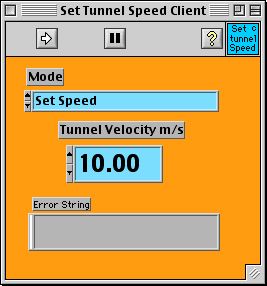 Set Tunnel Speed Client
?
Set c
tunnel
Speed
Mode
Set Speed
Tunnel Velocity m/s
10.00
Error String